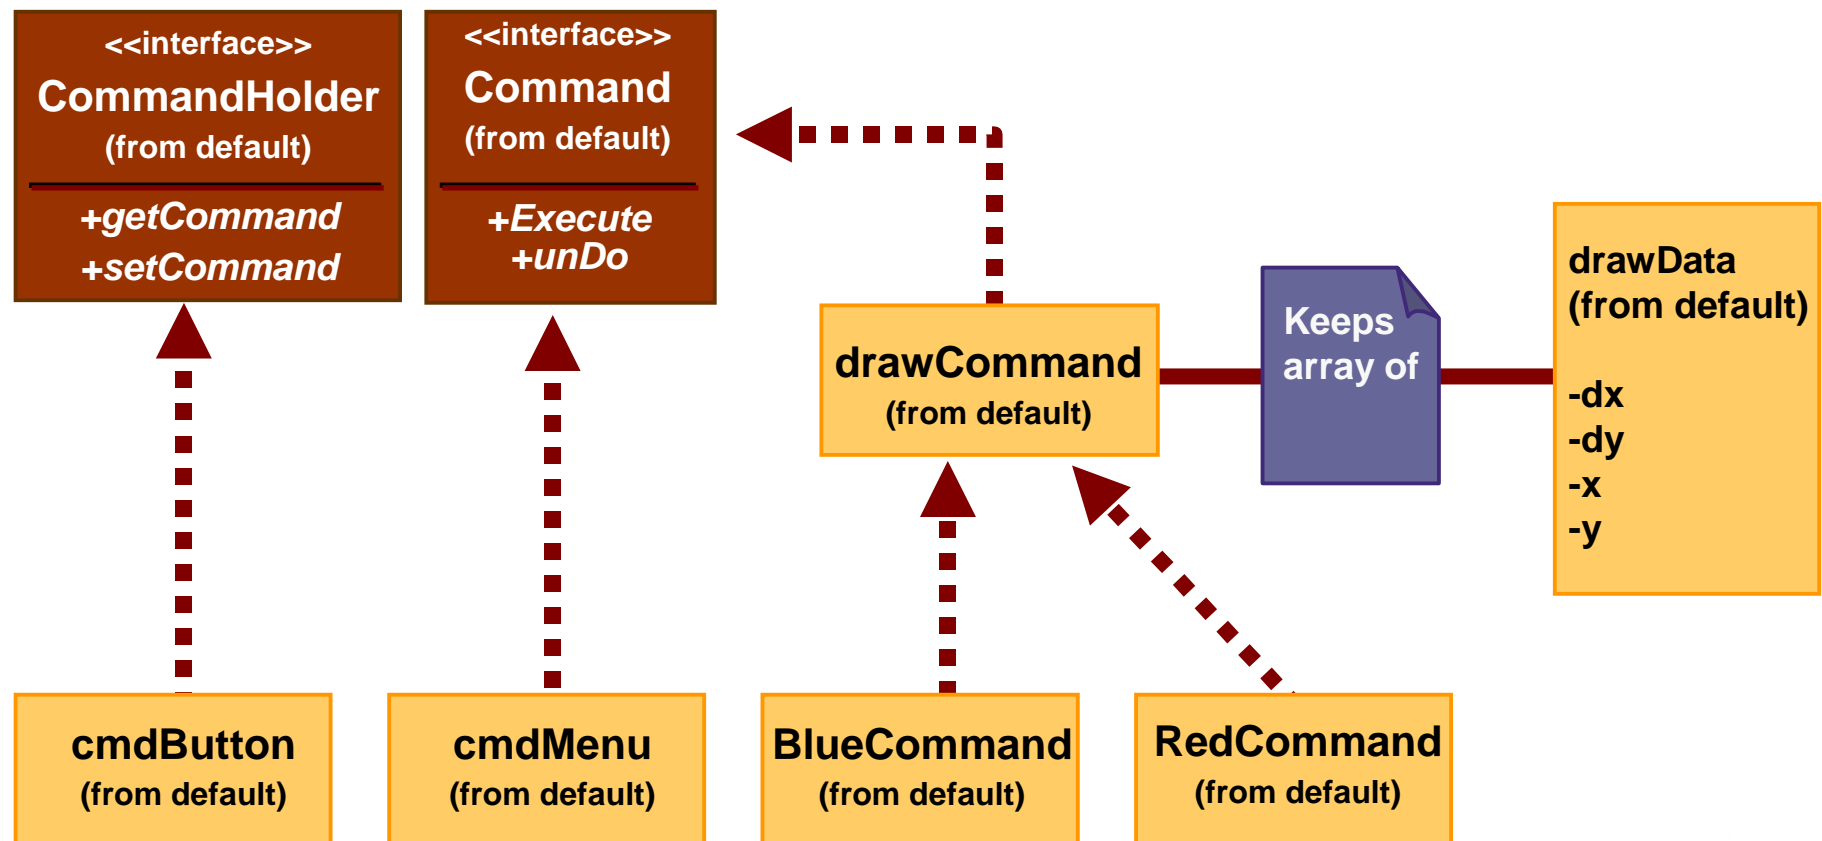 <<interface>>
CommandHolder
(from default)
+getCommand
+setCommand
<<interface>>
Command
(from default)
+Execute
+unDo
drawCommand
(from default)
Keeps
array of
drawData
(from default)
-dx
-dy
-x
-y
cmdButton
(from default)
cmdMenu
(from default)
BlueCommand
(from default)
RedCommand
(from default)